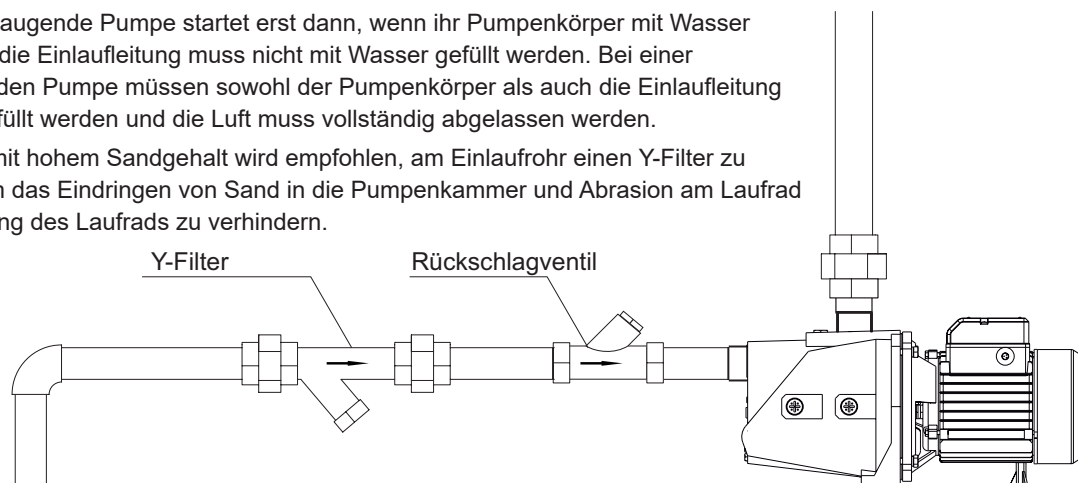 augende Pumpe startet erst dann, wenn ihr Pumpenkörper mit Wasser
die Einlaufleitung muss nicht mit Wasser gefüllt werden. Bei einer
den Pumpe müssen sowohl der Pumpenkörper als auch die Einlaufleitung
füllt werden und die Luft muss vollständig abgelassen werden.
mit hohem Sandgehalt wird empfohlen, am Einlaufrohr einen Y-Filter zu
das Eindringen von Sand in die Pumpenkammer und Abrasion am Laufrad
ng des Laufrads zu verhindern.
Y-Filter Rückschlagventil